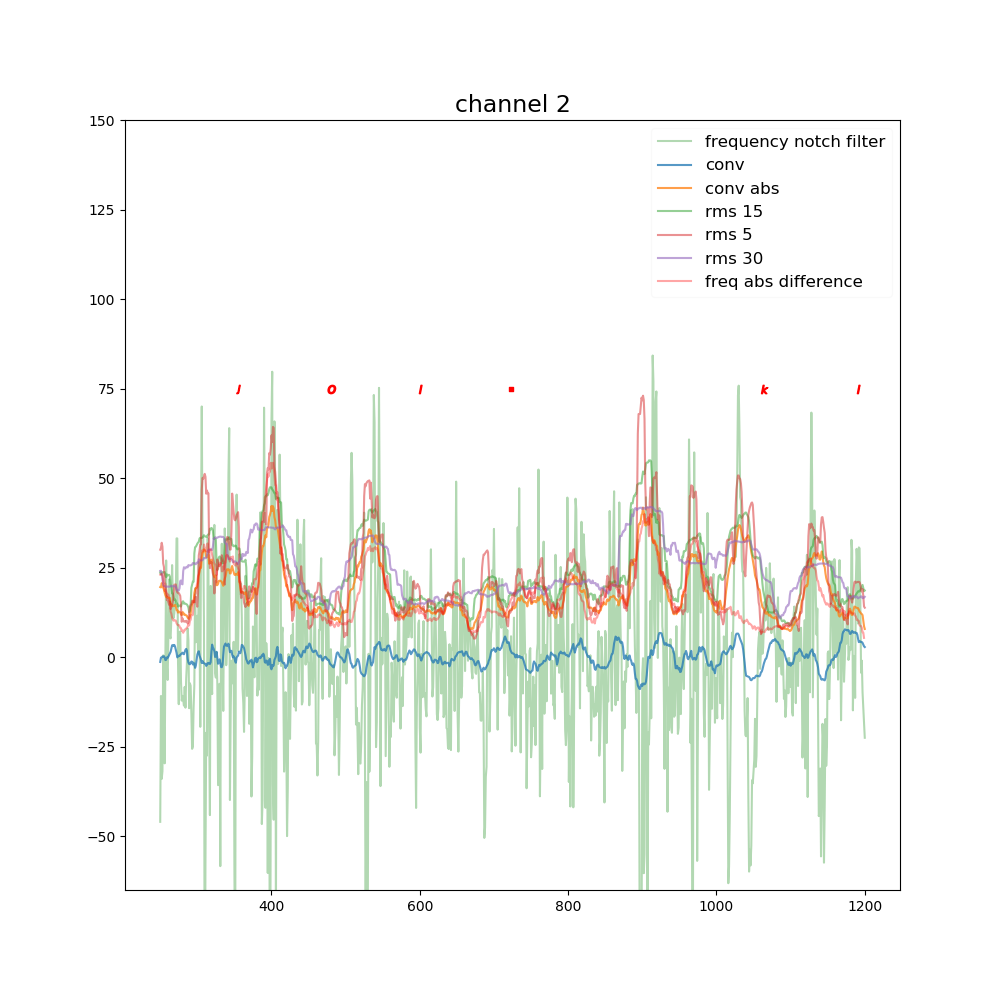 channel 2
150
125
100
75
50
25
0
−25
−50
400
600
800
1000
1200
frequency notch filter
conv
conv abs
rms 15
rms 5
rms 30
freq abs difference
J O I ▪ k l